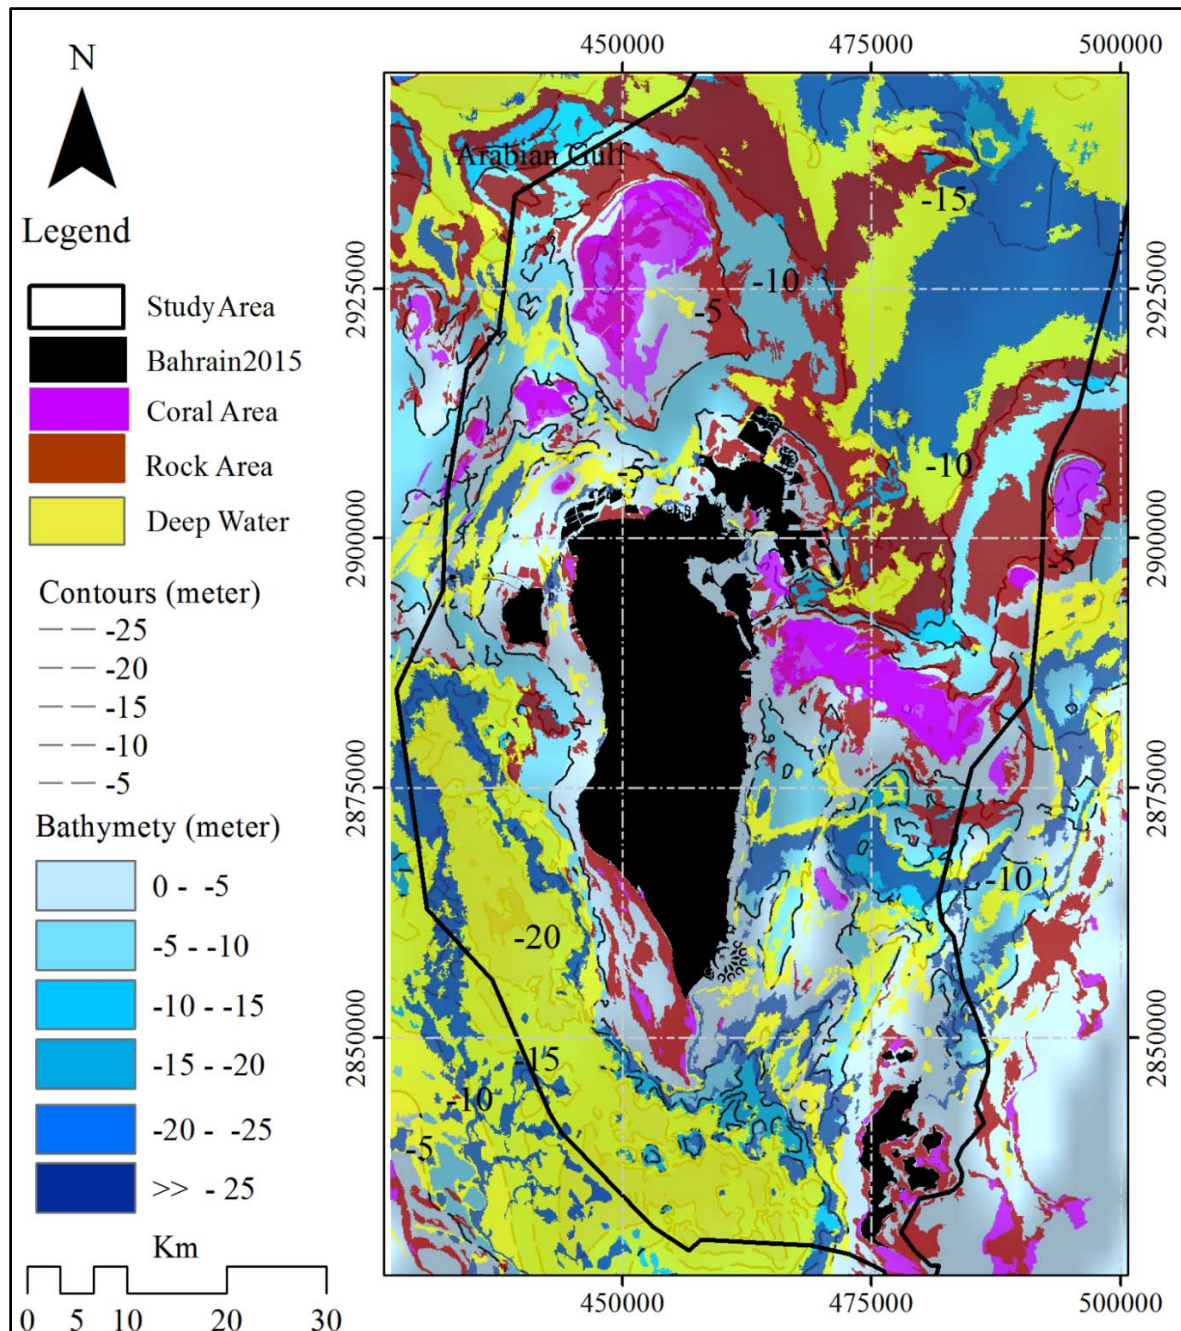 N
Legend
Study Area
Bahrain2015
Coral Area
Rock Area
Deep Water
Contours (meter)
-25
-20
-15
-10
-5
Bathymety (meter)
0 - -5
-5 - -10
-10 - -15
-15 - -20
-20 - -25
>> - 25
Km
0 5 10 20 30
450000 475000 500000
2925000
2900000
2875000
2850000
Arabian Gulf
-15
-10
-5
-5
-10
-5
-10
-20
-15
-10
-5
2925000
2900000
2875000
2850000
450000 475000 500000